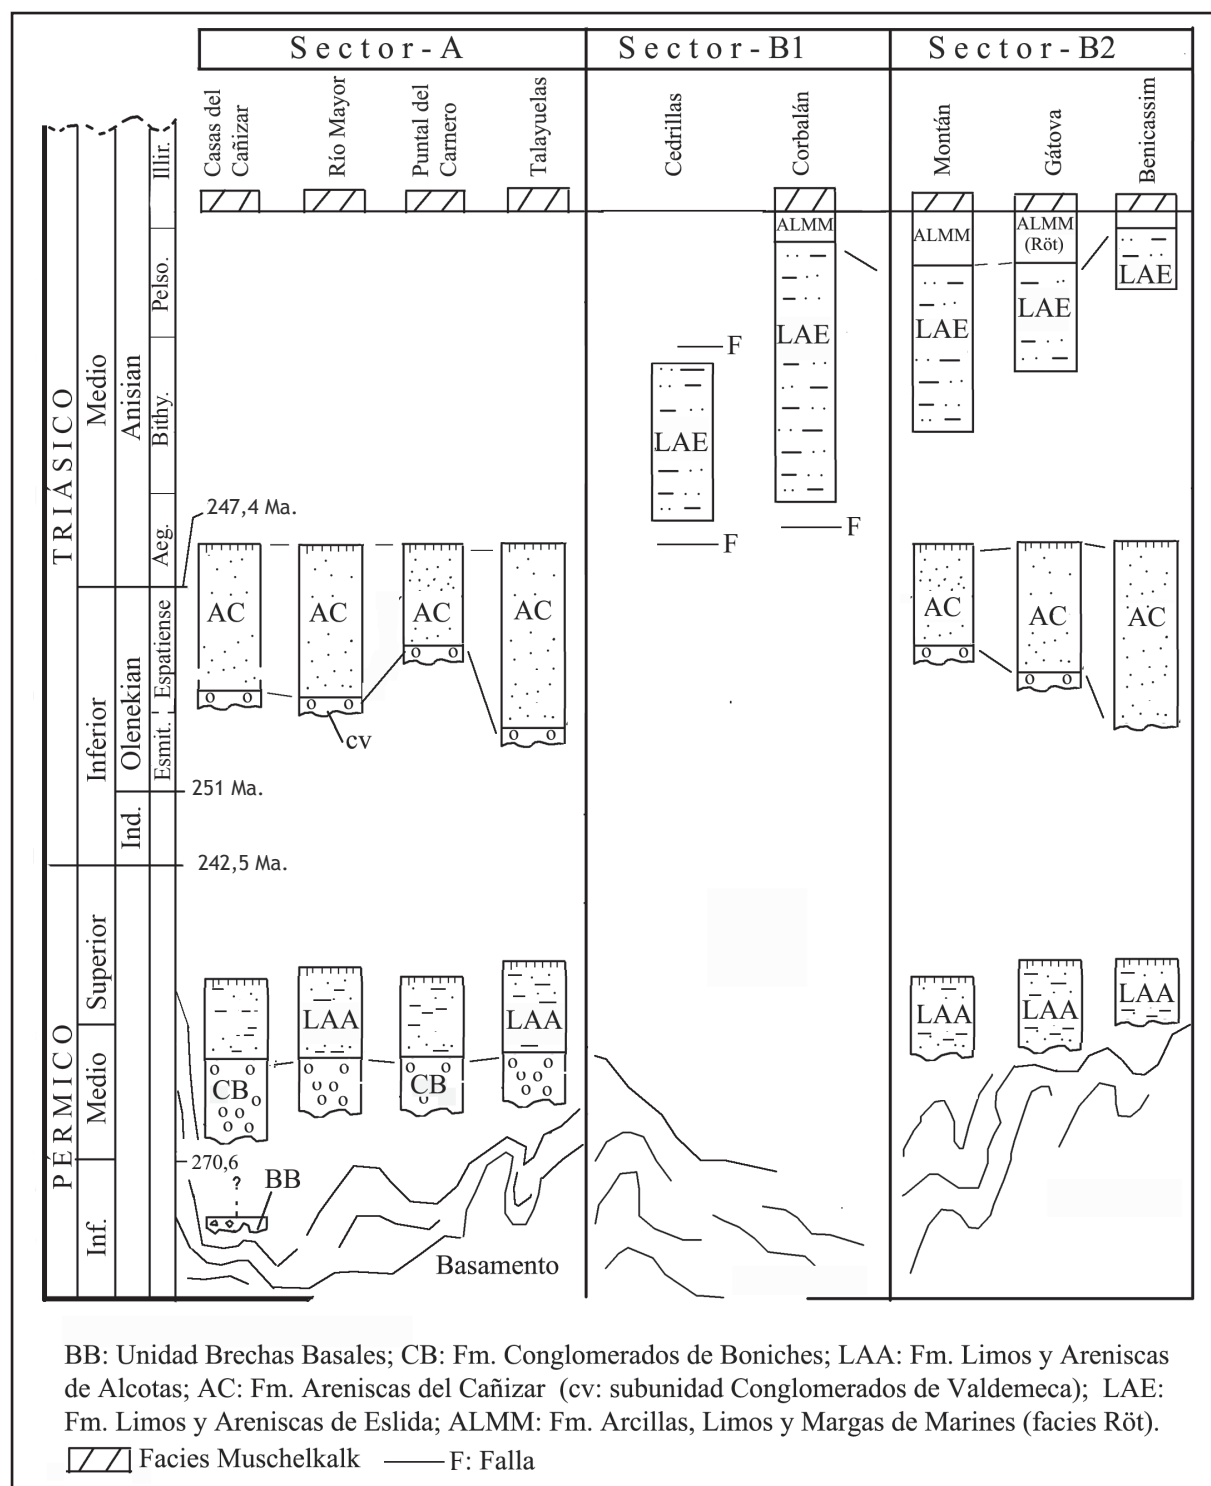 Sector-A
Sector-B1
Sector-B2
Casas del
Cañizar
Río Mayor
Puntal del
Carnero
Talayuelas
Cedrillas
Corbalán
Montán
Gátova
Benicassim
TRIÁSICO
Medio
Anisian
Illir.
Pelso.
Bithy.
Aeg.
Inferior
Olenekian
Espatiense
Esmit.
Ind.
PÉRMICO
Superior
Medio
Inf.
247,4 Ma.
251 Ma.
242,5 Ma.
270,6
ALMM
ALMM
ALMM
(Röt)
LAE
LAE
LAE
LAE
LAE
F
F
F
AC
AC
AC
AC
AC
AC
AC
cv
LAA
LAA
LAA
LAA
LAA
CB
CB
?
BB
Basamento
BB: Unidad Brechas Basales; CB: Fm. Conglomerados de Boniches; LAA: Fm. Limos y Areniscas
de Alcotas; AC: Fm. Areniscas del Cañizar (cv: subunidad Conglomerados de Valdemeca); LAE:
Fm. Limos y Areniscas de Eslida; ALMM: Fm. Arcillas, Limos y Margas de Marines (facies Röt).
Facies Muschelkalk
F: Falla